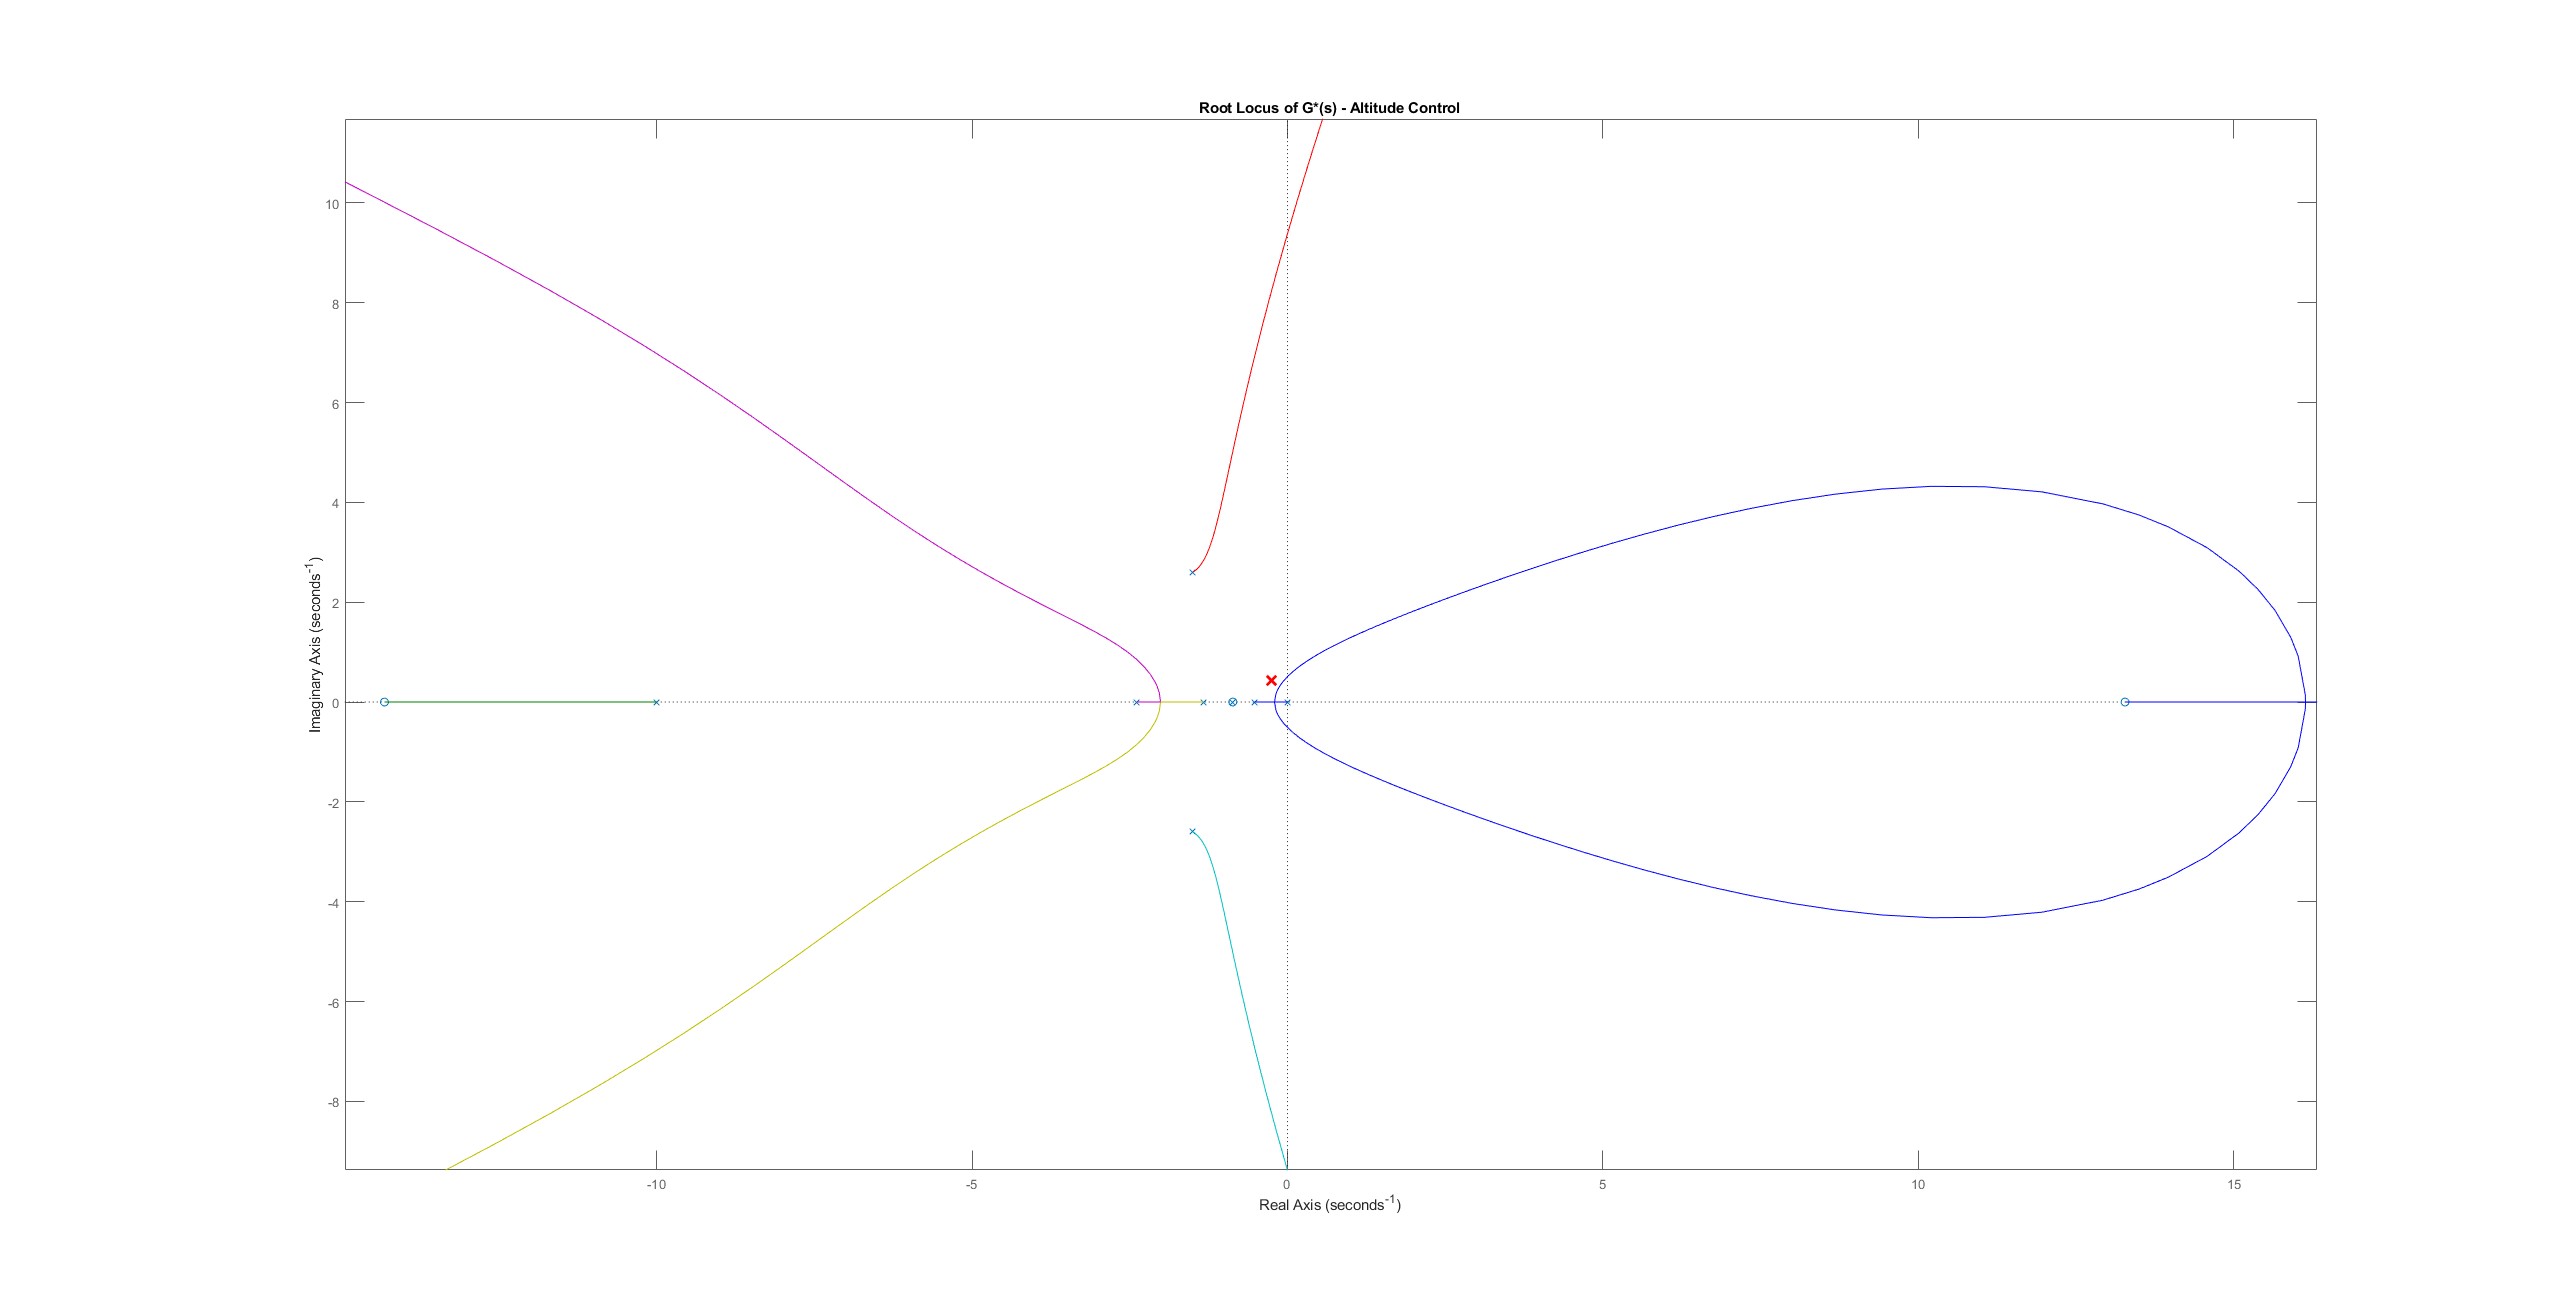 Root Locus of G*(s) - Altitude Control
10
8
6
4
2
0
-2
-4
-6
-8
Imaginary Axis (seconds⁻¹)
-10 -5 0 5 10 15
Real Axis (seconds⁻¹)